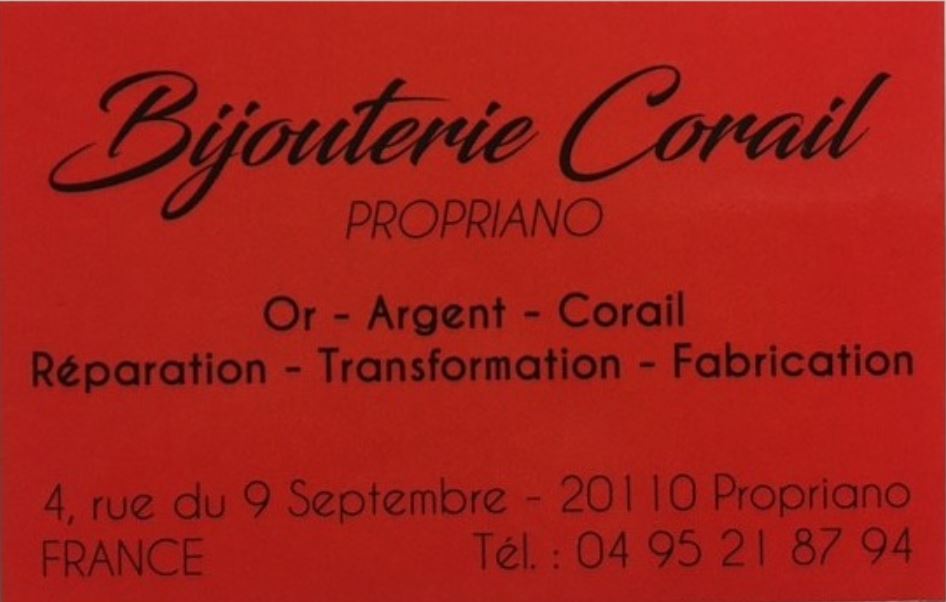 Bijouterie Corail
PROPRIANO
Or - Argent - Corail
Réparation - Transformation - Fabrication
4, rue du 9 Septembre - 20110 Propriano
FRANCE Tél. : 04 95 21 87 94